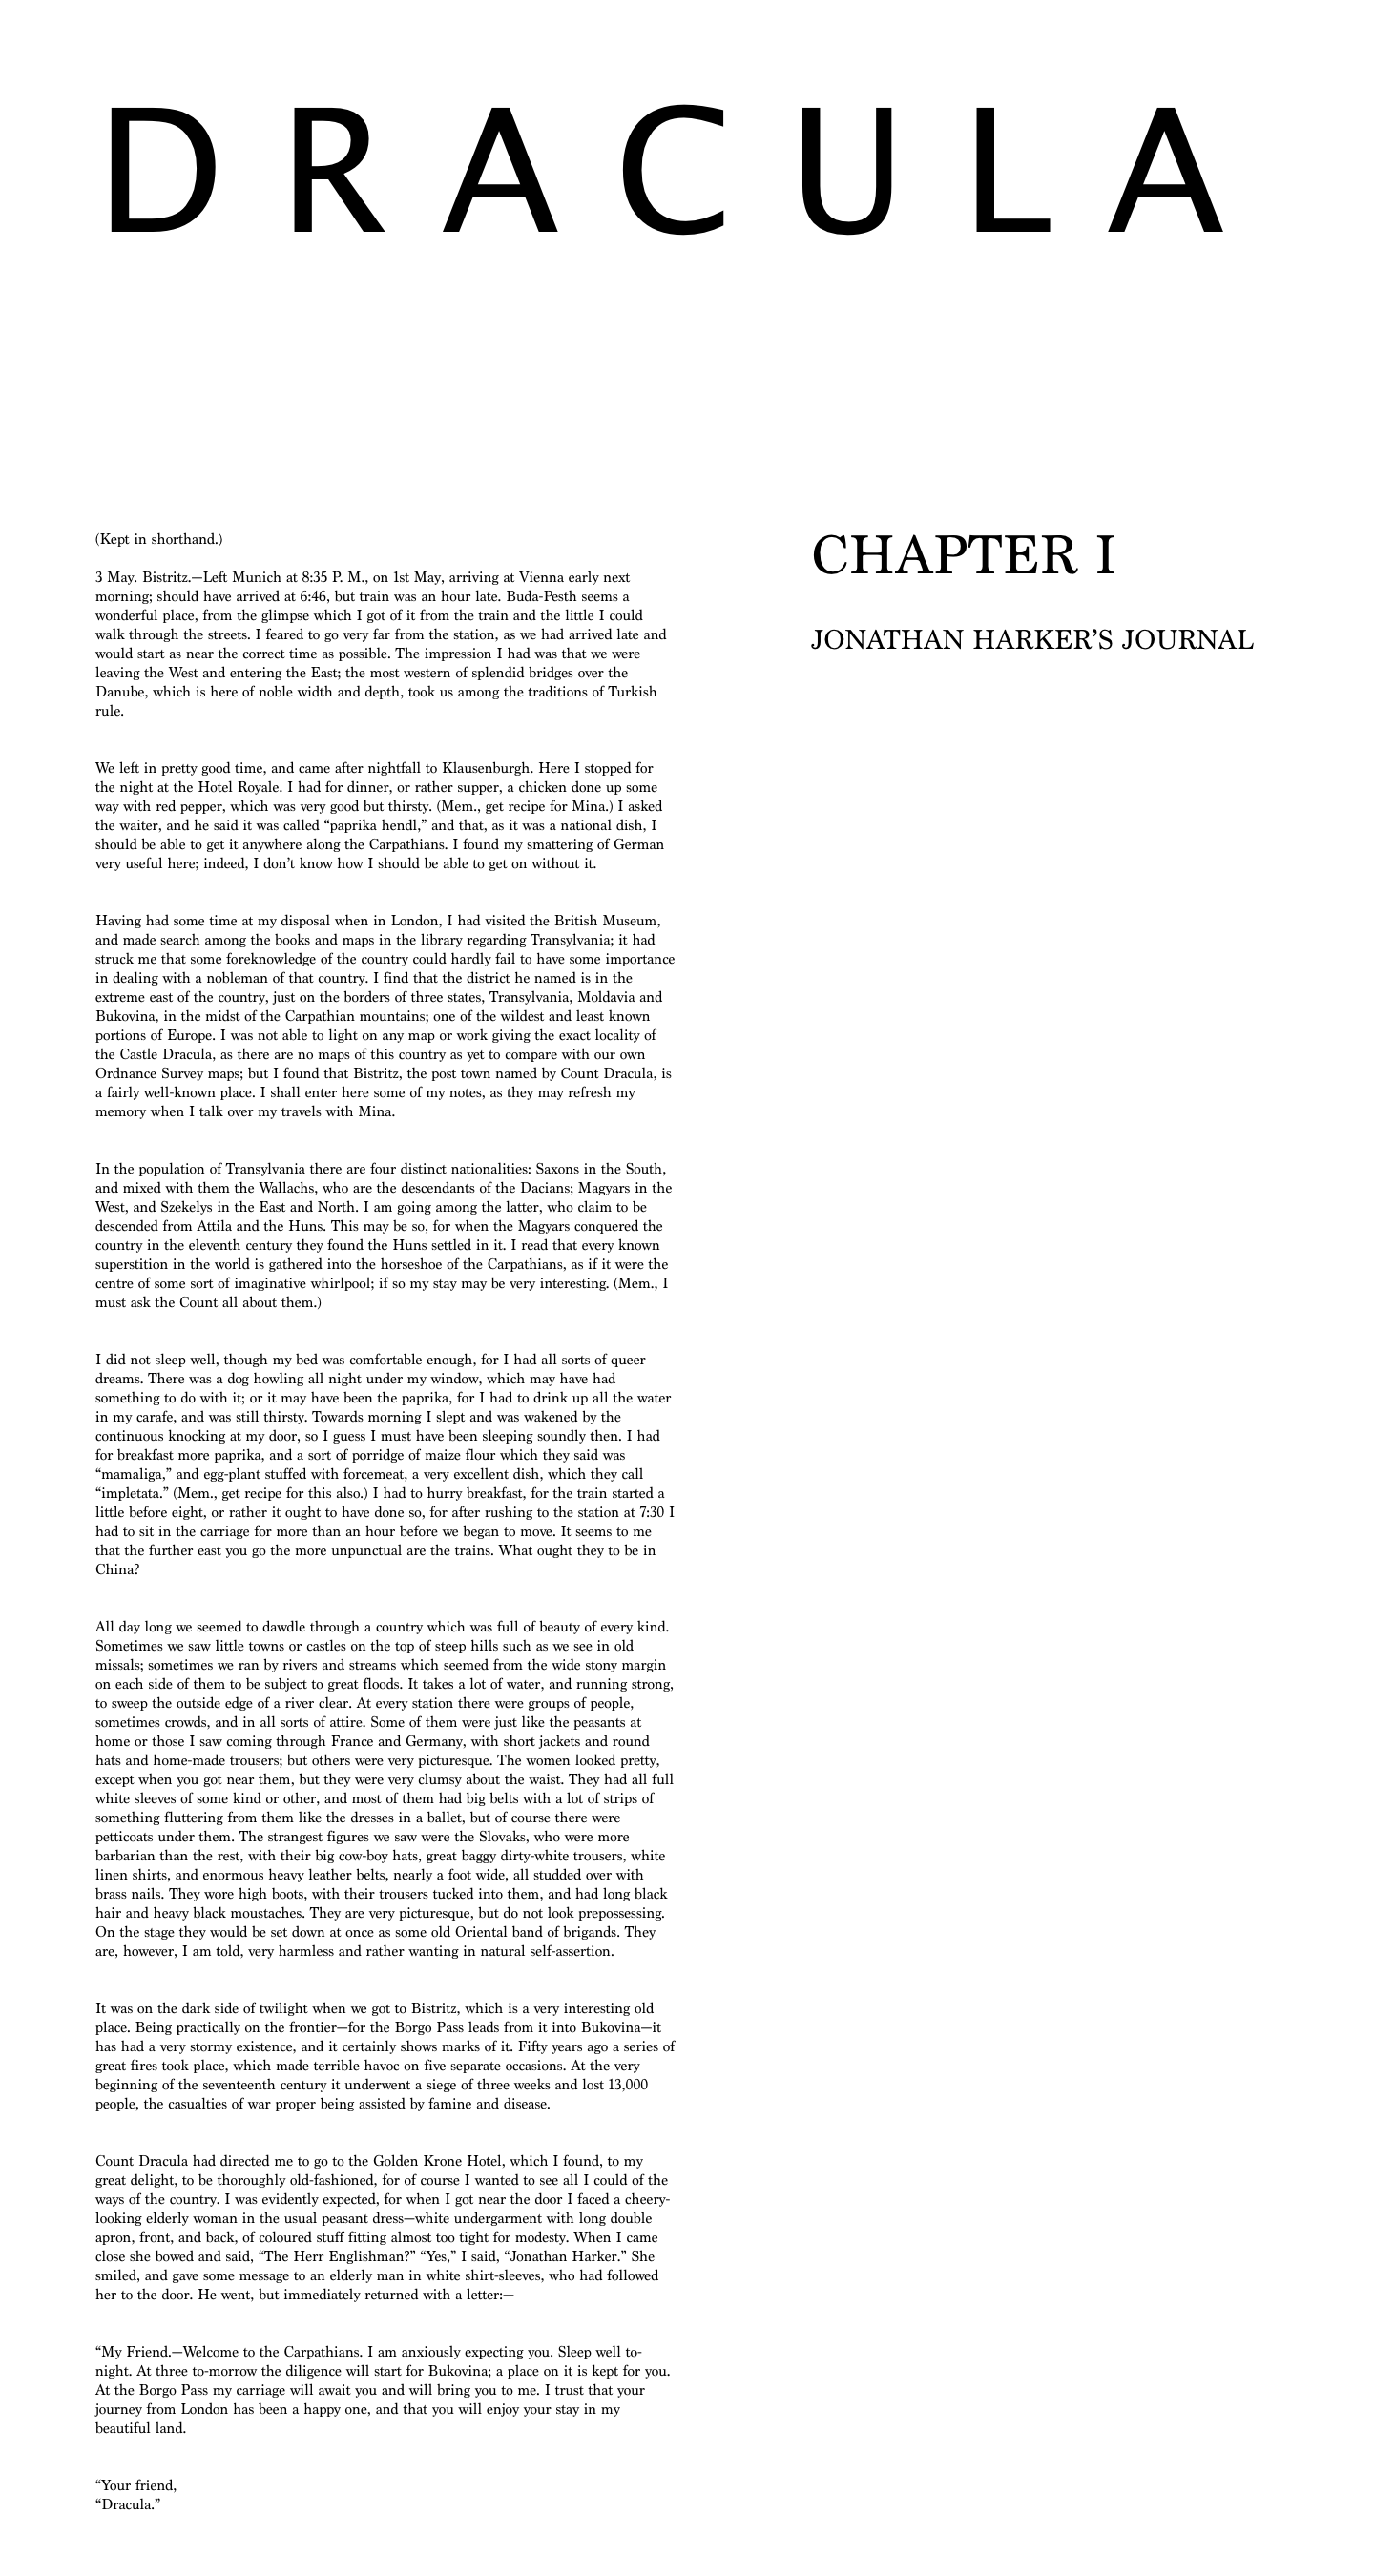 DRACULA
CHAPTER I
JONATHAN HARKER’S JOURNAL
(Kept in shorthand.)
3 May. Bistritz.—Left Munich at 8:35 P. M., on 1st May, arriving at Vienna early next
morning; should have arrived at 6:46, but train was an hour late. Buda-Pesth seems a
wonderful place, from the glimpse which I got of it from the train and the little I could
walk through the streets. I feared to go very far from the station, as we had arrived late and
would start as near the correct time as possible. The impression I had was that we were
leaving the West and entering the East; the most western of splendid bridges over the
Danube, which is here of noble width and depth, took us among the traditions of Turkish
rule.
We left in pretty good time, and came after nightfall to Klausenburgh. Here I stopped for
the night at the Hotel Royale. I had for dinner, or rather supper, a chicken done up some
way with red pepper, which was very good but thirsty. (Mem., get recipe for Mina.) I asked
the waiter, and he said it was called “paprika hendl,” and that, as it was a national dish, I
should be able to get it anywhere along the Carpathians. I found my smattering of German
very useful here; indeed, I don’t know how I should be able to get on without it.
Having had some time at my disposal when in London, I had visited the British Museum,
and made search among the books and maps in the library regarding Transylvania; it had
struck me that some foreknowledge of the country could hardly fail to have some importance
in dealing with a nobleman of that country. I find that the district he named is in the
extreme east of the country, just on the borders of three states, Transylvania, Moldavia and
Bukovina, in the midst of the Carpathian mountains; one of the wildest and least known
portions of Europe. I was not able to light on any map or work giving the exact locality of
the Castle Dracula, as there are no maps of this country as yet to compare with our own
Ordnance Survey maps; but I found that Bistritz, the post town named by Count Dracula, is
a fairly well-known place. I shall enter here some of my notes, as they may refresh my
memory when I talk over my travels with Mina.
In the population of Transylvania there are four distinct nationalities: Saxons in the South,
and mixed with them the Wallachs, who are the descendants of the Dacians; Magyars in the
West, and Szekelys in the East and North. I am going among the latter, who claim to be
descended from Attila and the Huns. This may be so, for when the Magyars conquered the
country in the eleventh century they found the Huns settled in it. I read that every known
superstition in the world is gathered into the horseshoe of the Carpathians, as if it were the
centre of some sort of imaginative whirlpool; if so my stay may be very interesting. (Mem., I
must ask the Count all about them.)
I did not sleep well, though my bed was comfortable enough, for I had all sorts of queer
dreams. There was a dog howling all night under my window, which may have had
something to do with it; or it may have been the paprika, for I had to drink up all the water
in my carafe, and was still thirsty. Towards morning I slept and was wakened by the
continuous knocking at my door, so I guess I must have been sleeping soundly then. I had
for breakfast more paprika, and a sort of porridge of maize flour which they said was
“mamaliga,” and egg-plant stuffed with forcemeat, a very excellent dish, which they call
“impletata.” (Mem., get recipe for this also.) I had to hurry breakfast, for the train started a
little before eight, or rather it ought to have done so, for after rushing to the station at 7:30 I
had to sit in the carriage for more than an hour before we began to move. It seems to me
that the further east you go the more unpunctual are the trains. What ought they to be in
China?
All day long we seemed to dawdle through a country which was full of beauty of every kind.
Sometimes we saw little towns or castles on the top of steep hills such as we see in old
missals; sometimes we ran by rivers and streams which seemed from the wide stony margin
on each side of them to be subject to great floods. It takes a lot of water, and running strong,
to sweep the outside edge of a river clear. At every station there were groups of people,
sometimes crowds, and in all sorts of attire. Some of them were just like the peasants at
home or those I saw coming through France and Germany, with short jackets and round
hats and home-made trousers; but others were very picturesque. The women looked pretty,
except when you got near them, but they were very clumsy about the waist. They had all full
white sleeves of some kind or other, and most of them had big belts with a lot of strips of
something fluttering from them like the dresses in a ballet, but of course there were
petticoats under them. The strangest figures we saw were the Slovaks, who were more
barbarian than the rest, with their big cow-boy hats, great baggy dirty-white trousers, white
linen shirts, and enormous heavy leather belts, nearly a foot wide, all studded over with
brass nails. They wore high boots, with their trousers tucked into them, and had long black
hair and heavy black moustaches. They are very picturesque, but do not look prepossessing.
On the stage they would be set down at once as some old Oriental band of brigands. They
are, however, I am told, very harmless and rather wanting in natural self-assertion.
It was on the dark side of twilight when we got to Bistritz, which is a very interesting old
place. Being practically on the frontier—for the Borgo Pass leads from it into Bukovina—it
has had a very stormy existence, and it certainly shows marks of it. Fifty years ago a series of
great fires took place, which made terrible havoc on five separate occasions. At the very
beginning of the seventeenth century it underwent a siege of three weeks and lost 13,000
people, the casualties of war proper being assisted by famine and disease.
Count Dracula had directed me to go to the Golden Krone Hotel, which I found, to my
great delight, to be thoroughly old-fashioned, for of course I wanted to see all I could of the
ways of the country. I was evidently expected, for when I got near the door I faced a cheery-
looking elderly woman in the usual peasant dress—white undergarment with long double
apron, front, and back, of coloured stuff fitting almost too tight for modesty. When I came
close she bowed and said, “The Herr Englishman?” “Yes,” I said, “Jonathan Harker.” She
smiled, and gave some message to an elderly man in white shirt-sleeves, who had followed
her to the door. He went, but immediately returned with a letter:—
“My Friend.—Welcome to the Carpathians. I am anxiously expecting you. Sleep well to-
night. At three to-morrow the diligence will start for Bukovina; a place on it is kept for you.
At the Borgo Pass my carriage will await you and will bring you to me. I trust that your
journey from London has been a happy one, and that you will enjoy your stay in my
beautiful land.
“Your friend,
“Dracula.”